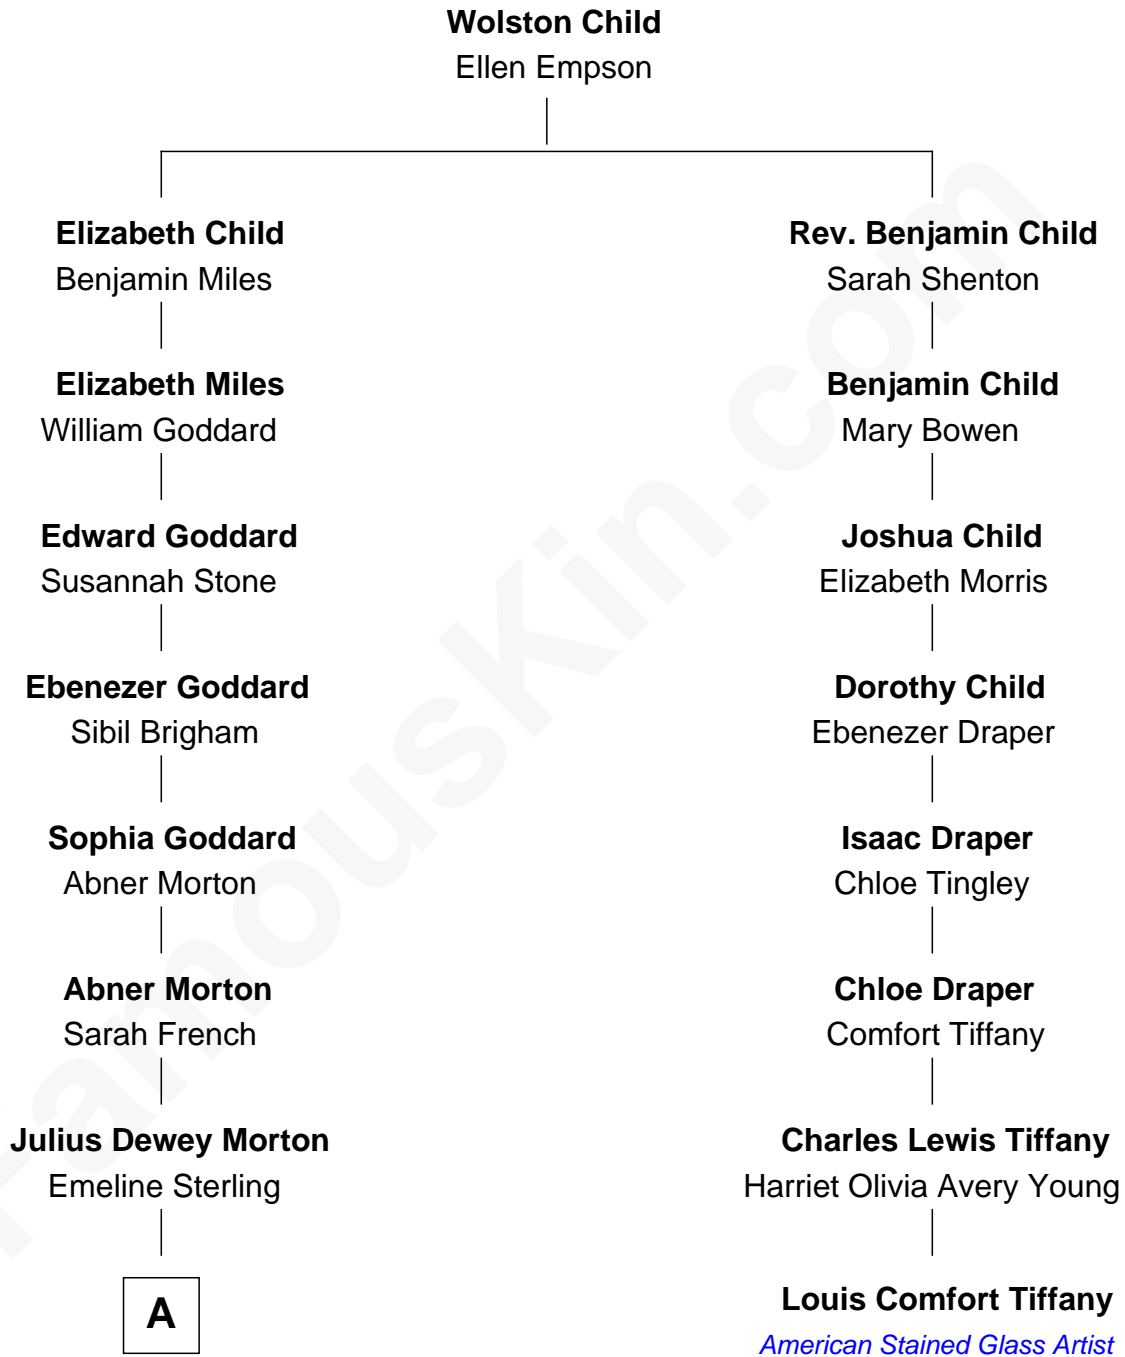 Wolston Child
Ellen Empson
Elizabeth Child
Benjamin Miles
Rev. Benjamin Child
Sarah Shenton
Elizabeth Miles
William Goddard
Benjamin Child
Mary Bowen
Edward Goddard
Susannah Stone
Joshua Child
Elizabeth Morris
Ebenezer Goddard
Sibil Brigham
Dorothy Child
Ebenezer Draper
Sophia Goddard
Abner Morton
Isaac Draper
Chloe Tingley
Abner Morton
Sarah French
Chloe Draper
Comfort Tiffany
Julius Dewey Morton
Emeline Sterling
Charles Lewis Tiffany
Harriet Olivia Avery Young
A
Louis Comfort Tiffany
American Stained Glass Artist
FamousKin.com